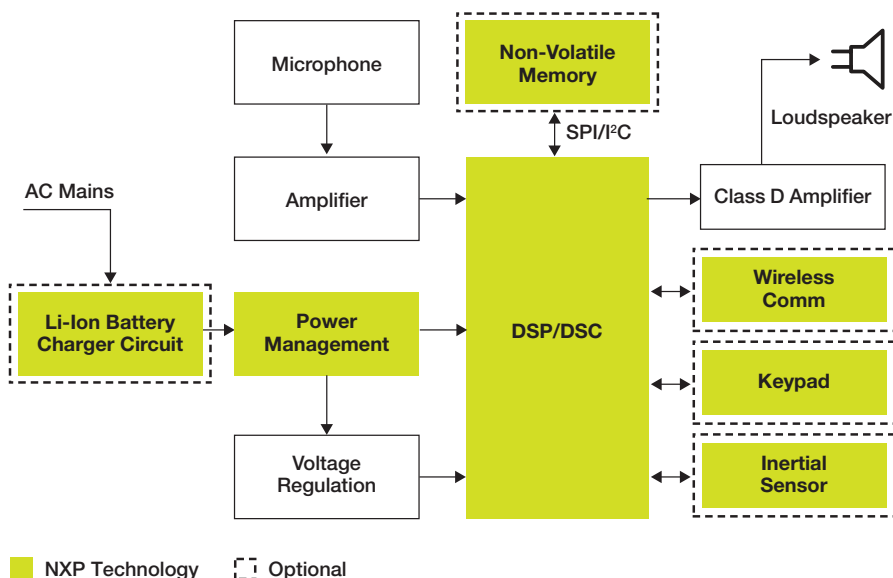 Microphone
Non-Volatile
Memory
Loudspeaker
SPI/I²C
AC Mains
Amplifier
Class D Amplifier
Li-Ion Battery
Charger Circuit
Power
Management
DSP/DSC
Wireless
Comm
Keypad
Voltage
Regulation
Inertial
Sensor
NXP Technology
Optional